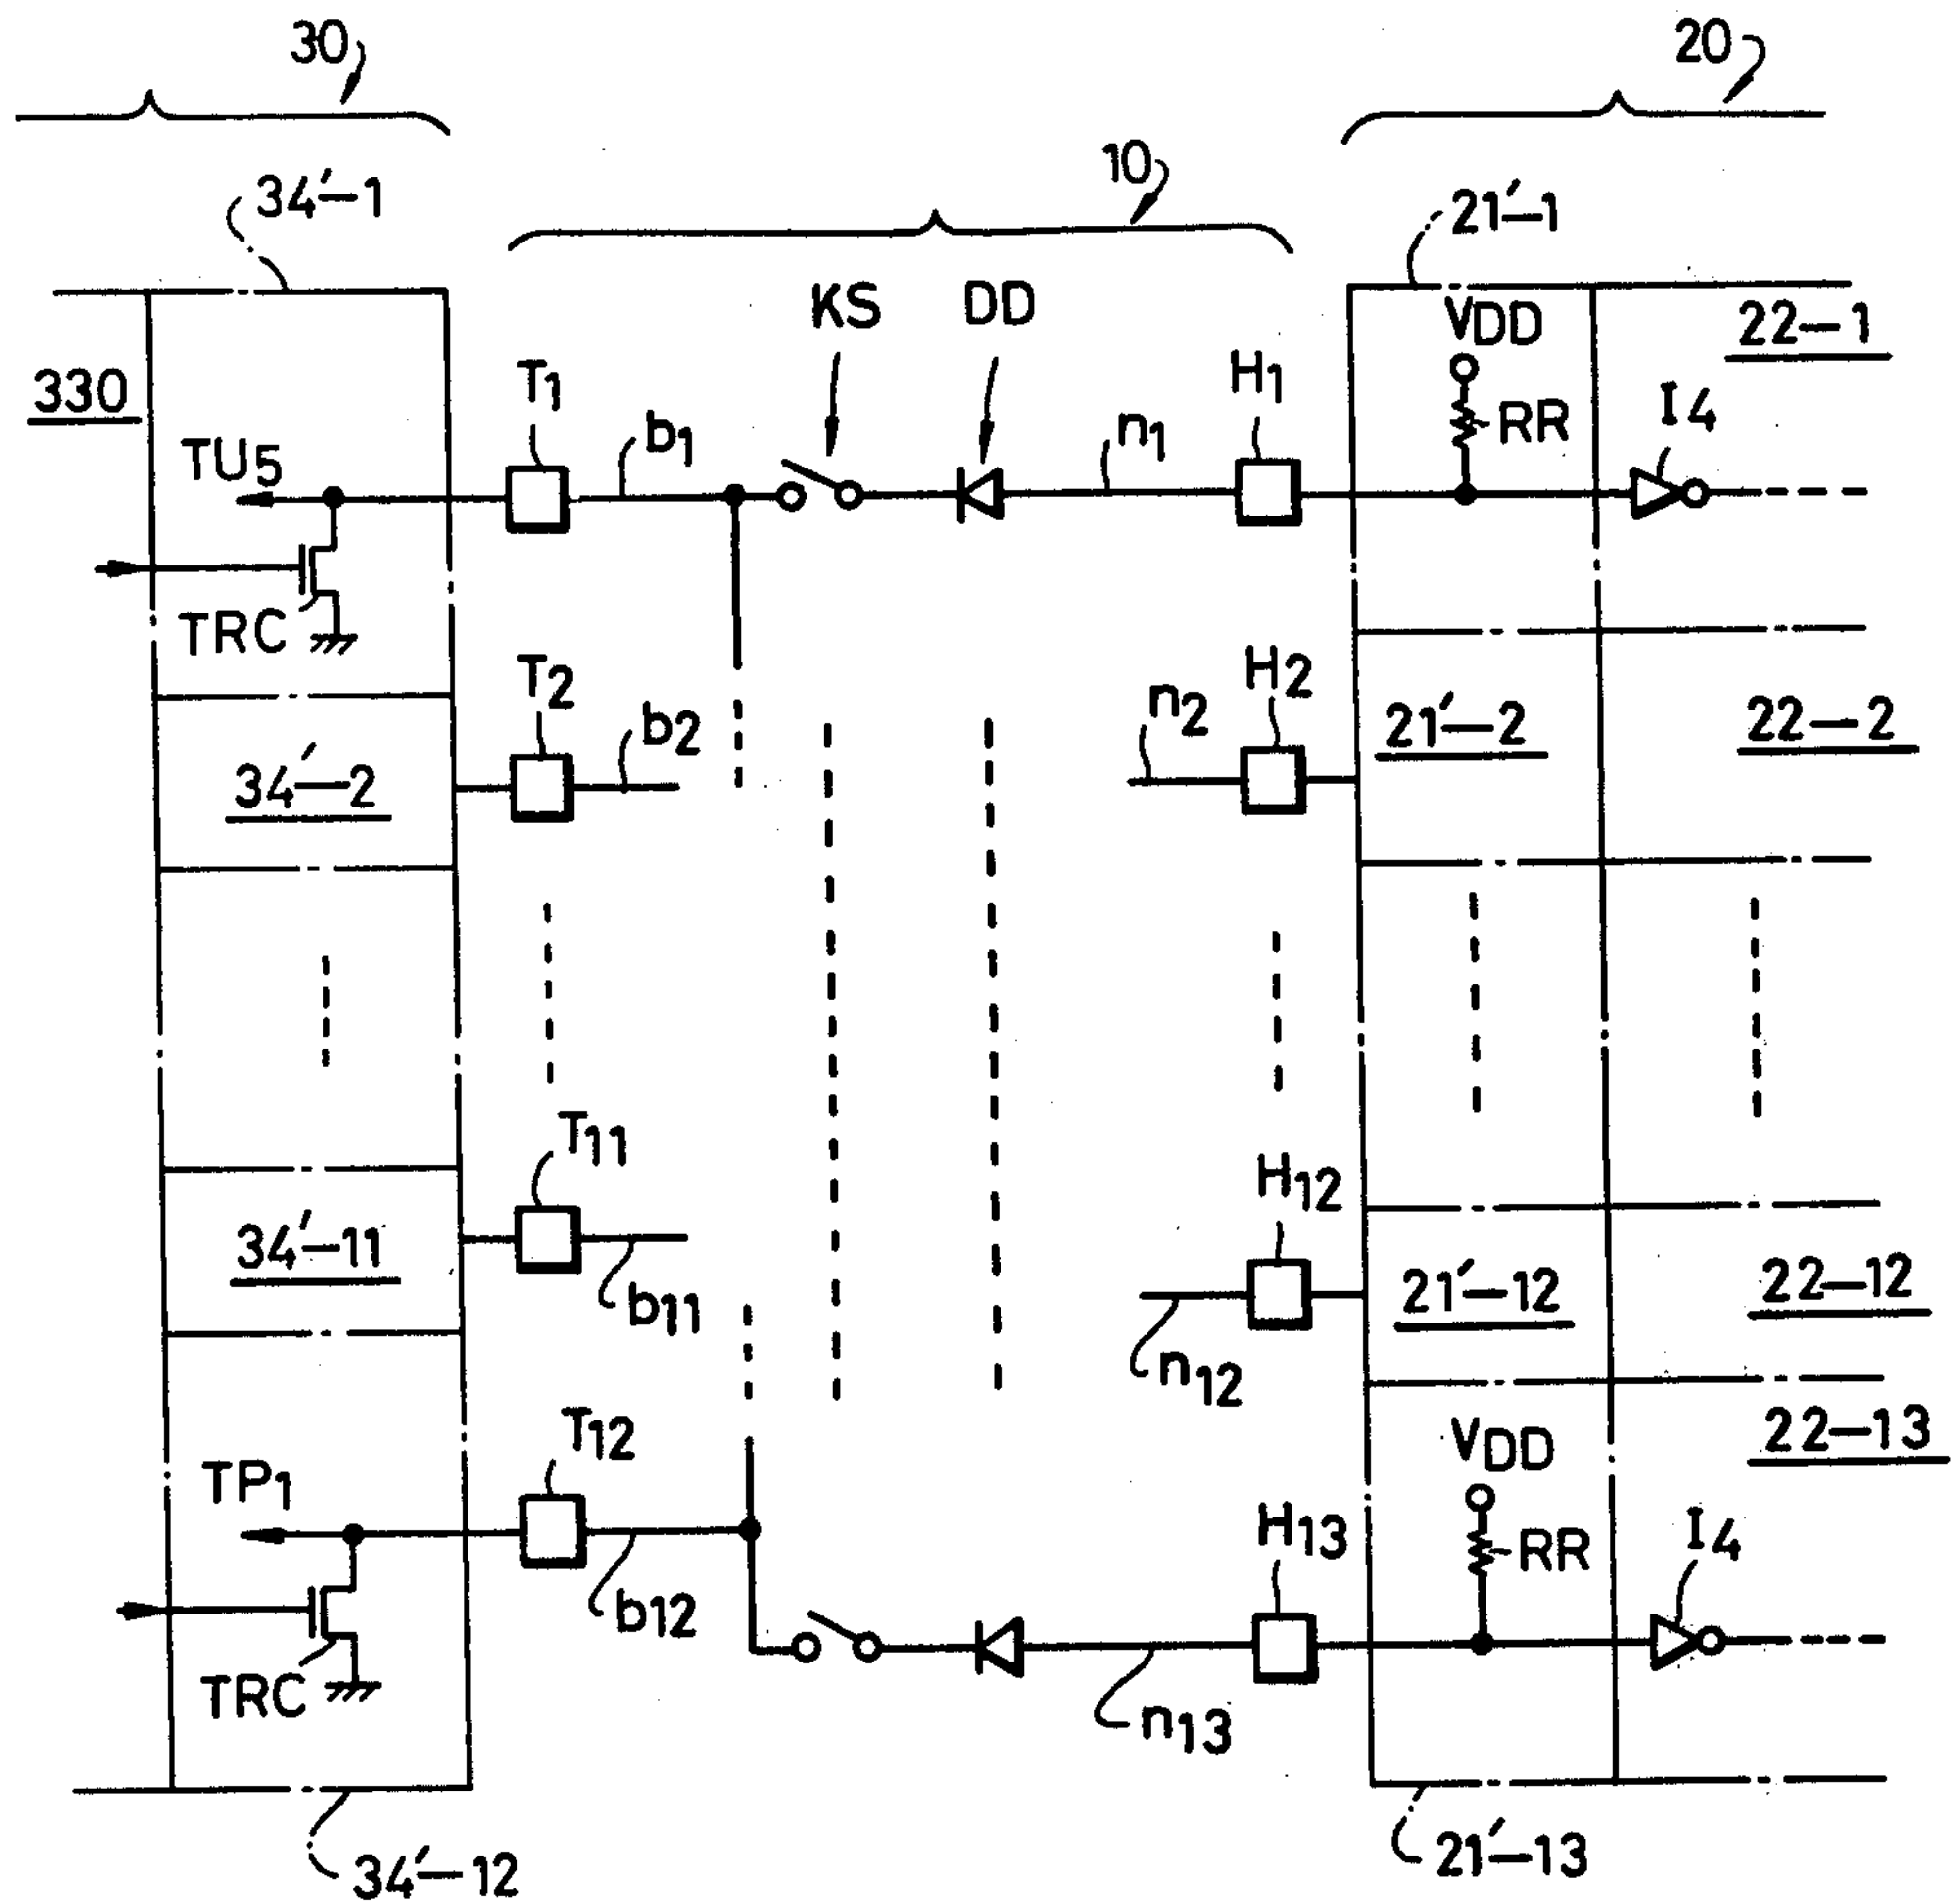 30
20
10
34′–1
21′–1
KS
DD
VDD
22–1
330
T1
H1
I4
b1
n1
RR
TU5
TRC
T2
H2
n2
b2
21′–2
22–2
34′–2
T11
H12
34′–11
21′–12
22–12
b11
n12
T12
VDD
22–13
TP1
H13
I4
RR
b12
TRC
n13
34′–12
21′–13